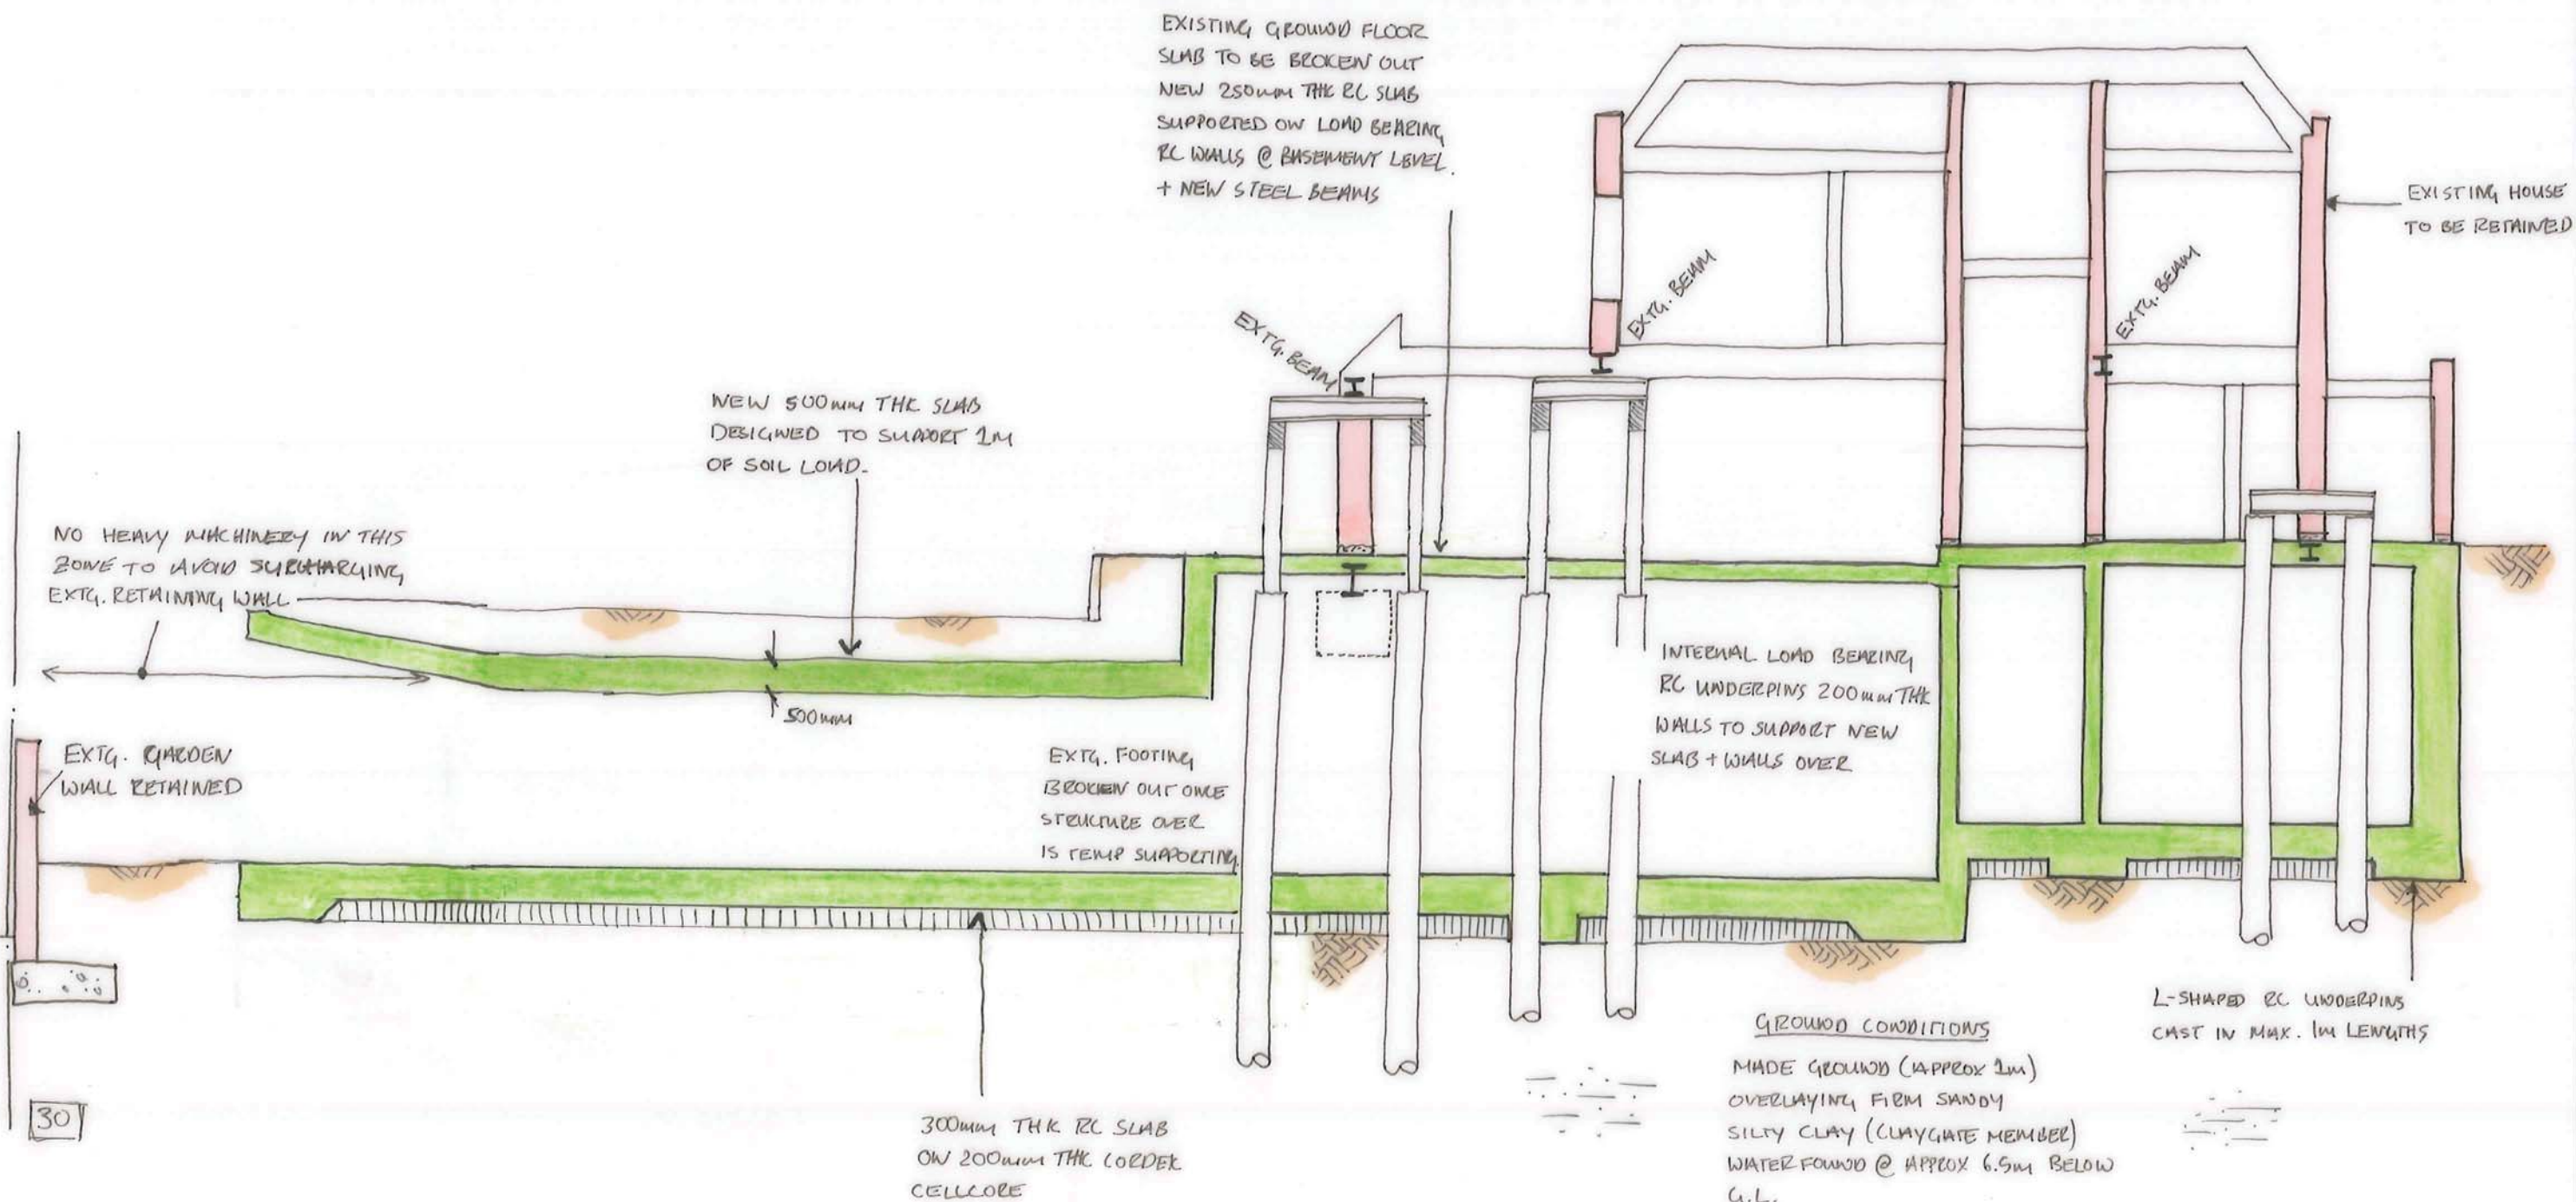 EXISTING GROUND FLOOR
SLAB TO BE BROKEN OUT
NEW 250mm THK RC SLAB
SUPPORTED ON LOAD BEARING
RC WALLS @ BASEMENT LEVEL.
+ NEW STEEL BEAMS
EXISTING HOUSE
TO BE RETAINED
EXTG. BEAM
EXTG. BEAM
EXTG. BEAM
NEW 500mm THK SLAB
DESIGNED TO SUPPORT 1M
OF SOIL LOAD.
NO HEAVY MACHINERY IN THIS
ZONE TO AVOID SURCHARGING
EXTG. RETAINING WALL
500mm
INTERNAL LOAD BEARING
RC UNDERPINS 200mm THK
WALLS TO SUPPORT NEW
SLAB + WALLS OVER
EXTG. GARDEN
WALL RETAINED
EXTG. FOOTING
BROKEN OUT ONCE
STRUCTURE OVER
IS TEMP SUPPORTING.
L-SHAPED RC UNDERPINS
CAST IN MAX. 1m LENGTHS
GROUND CONDITIONS
MADE GROUND (APPROX 1m)
OVERLAYING FIRM SANDY
SILTY CLAY (CLAYGATE MEMBER)
WATER FOUND @ APPROX 6.5m BELOW
G.L.
300mm THK RC SLAB
ON 200mm THK CORDEK
CELLCORE
30